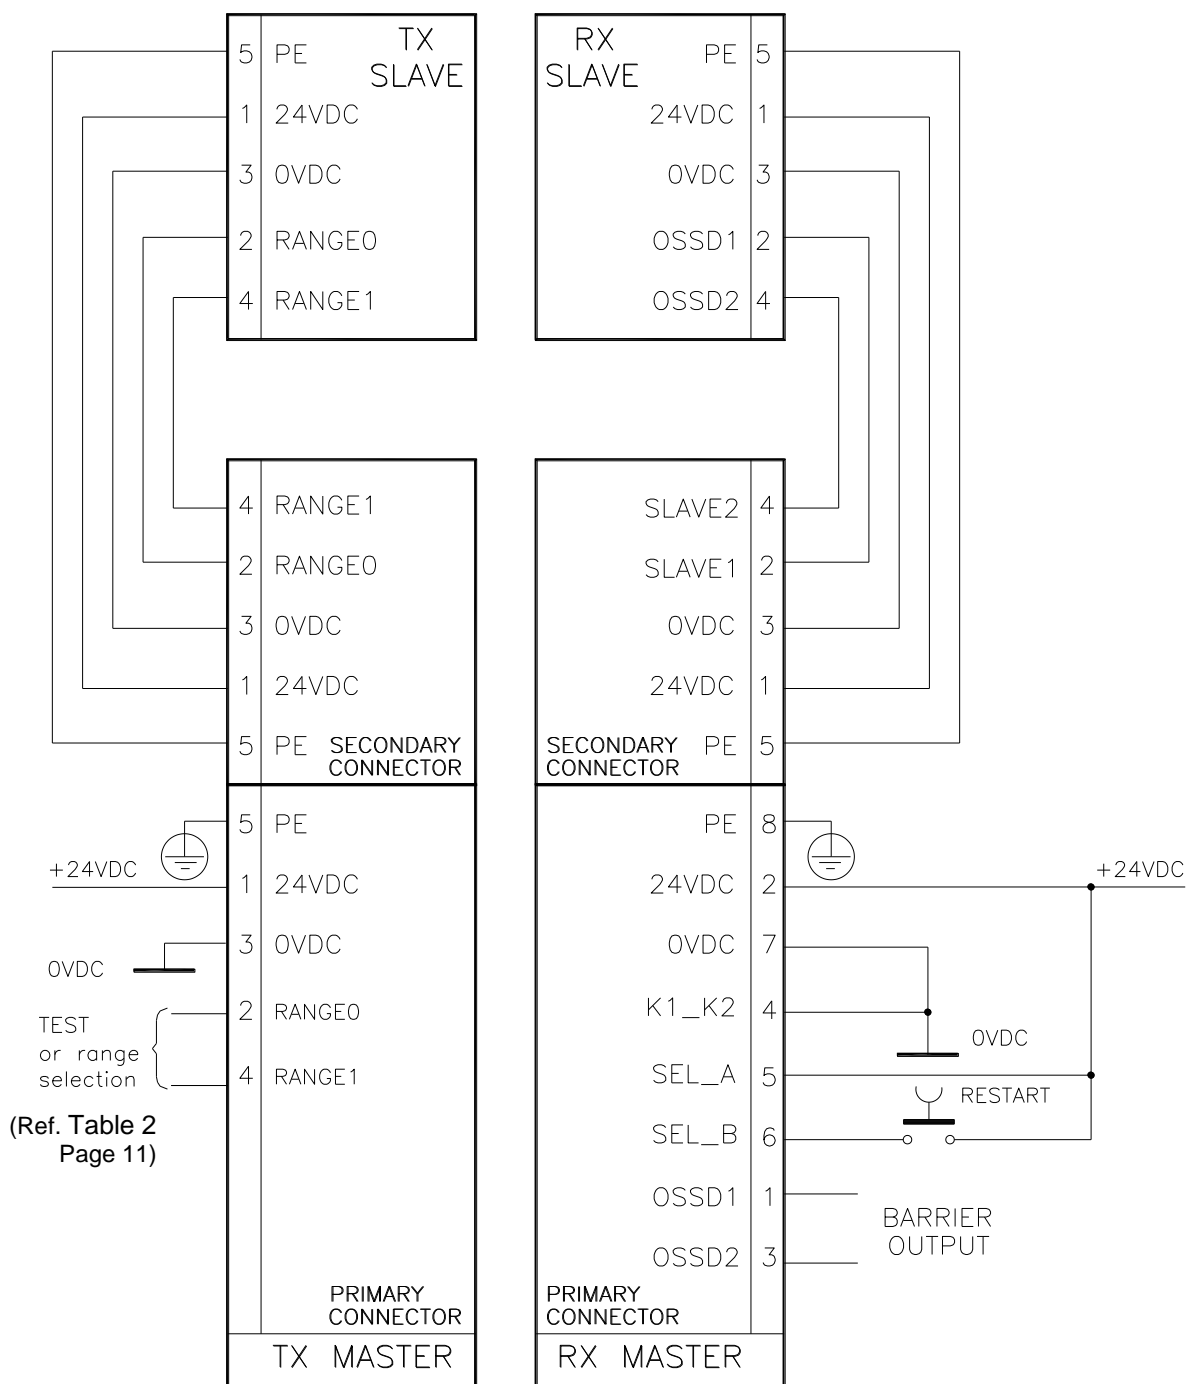 TX
SLAVE
5 PE
1 24VDC
3 0VDC
2 RANGE0
4 RANGE1
RX
SLAVE
PE 5
24VDC 1
0VDC 3
OSSD1 2
OSSD2 4
4 RANGE1
2 RANGE0
3 0VDC
1 24VDC
5 PE
SECONDARY
CONNECTOR
SLAVE2 4
SLAVE1 2
0VDC 3
24VDC 1
PE 5
SECONDARY
CONNECTOR
5 PE
+24VDC
1 24VDC
3 0VDC
0VDC
2 RANGE0
4 RANGE1
TEST
or range
selection
(Ref. Table 2
Page 11)
PRIMARY
CONNECTOR
TX MASTER
PE 8
24VDC 2
+24VDC
0VDC 7
K1_K2 4
0VDC
SEL_A 5
RESTART
SEL_B 6
OSSD1 1
OSSD2 3
BARRIER
OUTPUT
PRIMARY
CONNECTOR
RX MASTER